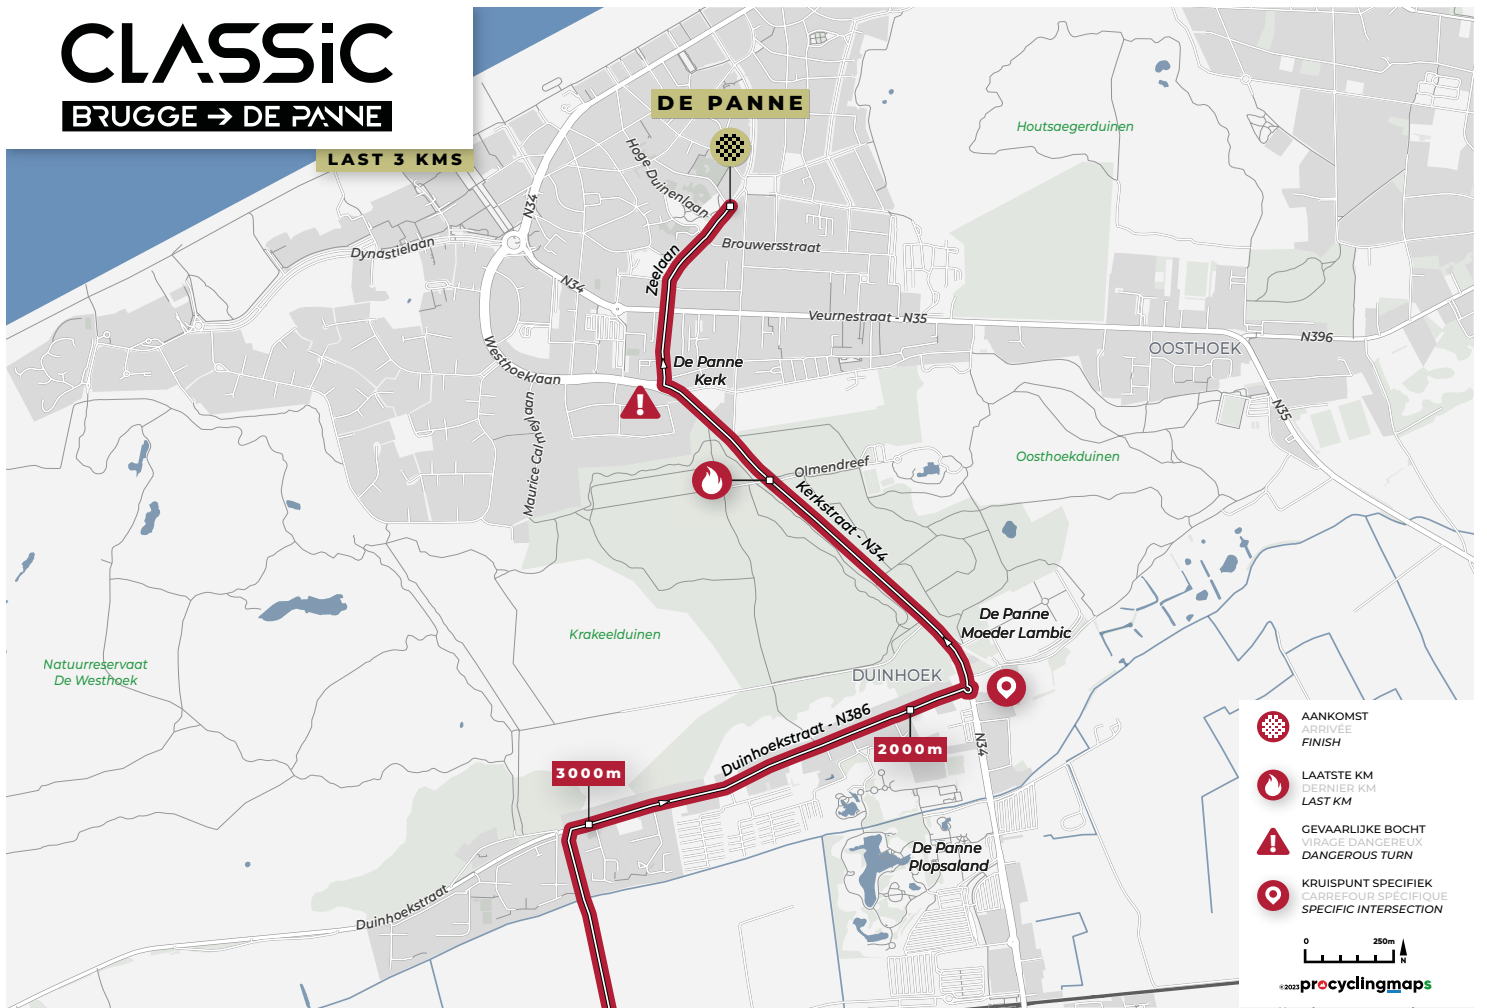 CLASSiC
BRUGGE → DE PANNE
LAST 3 KMS
DE PANNE
Houtsaegerduinen
Hoge Duinenlaan
N34
Dynastielaan
Zeelaan
Brouwersstraat
N34
Veurnestraat - N35
N396
OOSTHOEK
Westhoeklaan
De Panne
Kerk
N35
Maurice Calmeylaan
Olmendreef
Oosthoekduinen
Kerkstraat - N34
De Panne
Moeder Lambic
Krakeelduinen
Natuurreservaat
De Westhoek
DUINHOEK
Duinhoekstraat - N386
2000m
N34
3000m
De Panne
Plopsaland
Duinhoekstraat
AANKOMST
ARRIVÉE
FINISH
LAATSTE KM
DERNIER KM
LAST KM
GEVAARLIJKE BOCHT
VIRAGE DANGEREUX
DANGEROUS TURN
KRUISPUNT SPECIFIEK
CARREFOUR SPÉCIFIQUE
SPECIFIC INTERSECTION
0 250m
N
©2023 procyclingmaps